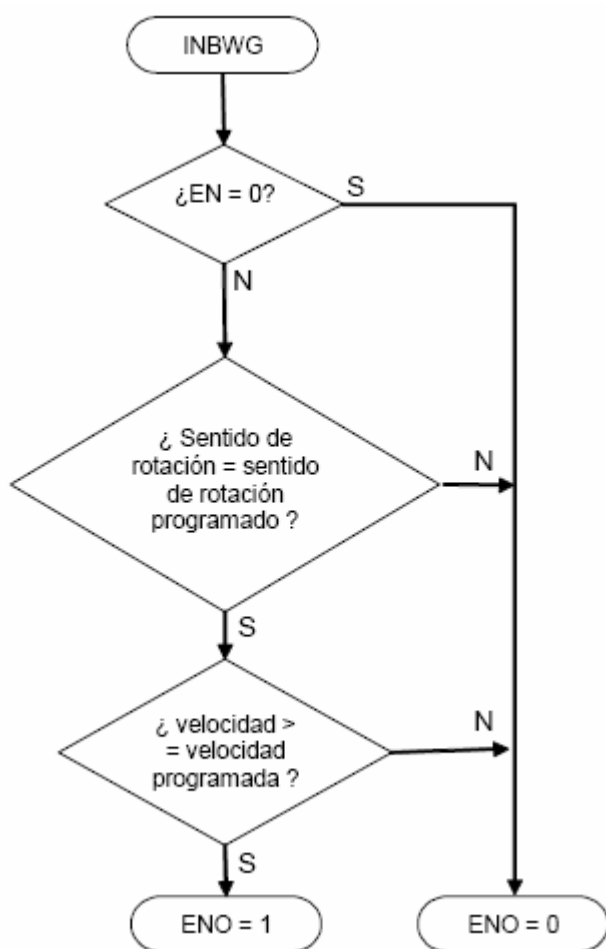 INBWG
¿EN = 0?
S
N
¿ Sentido de
rotación = sentido
de rotación
programado ?
N
S
¿ velocidad >
= velocidad
programada ?
N
S
ENO = 1
ENO = 0